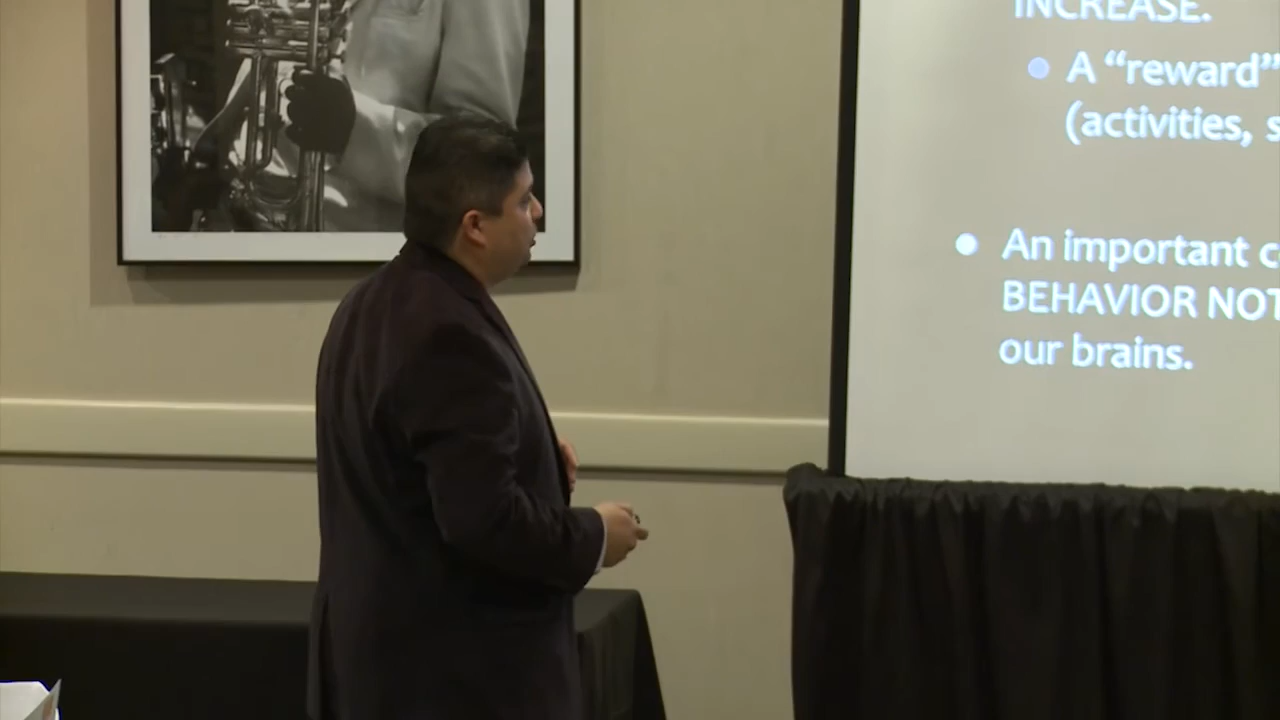 INCREASE.
A “reward”
(activities,
An important
BEHAVIOR NOT
our brains.